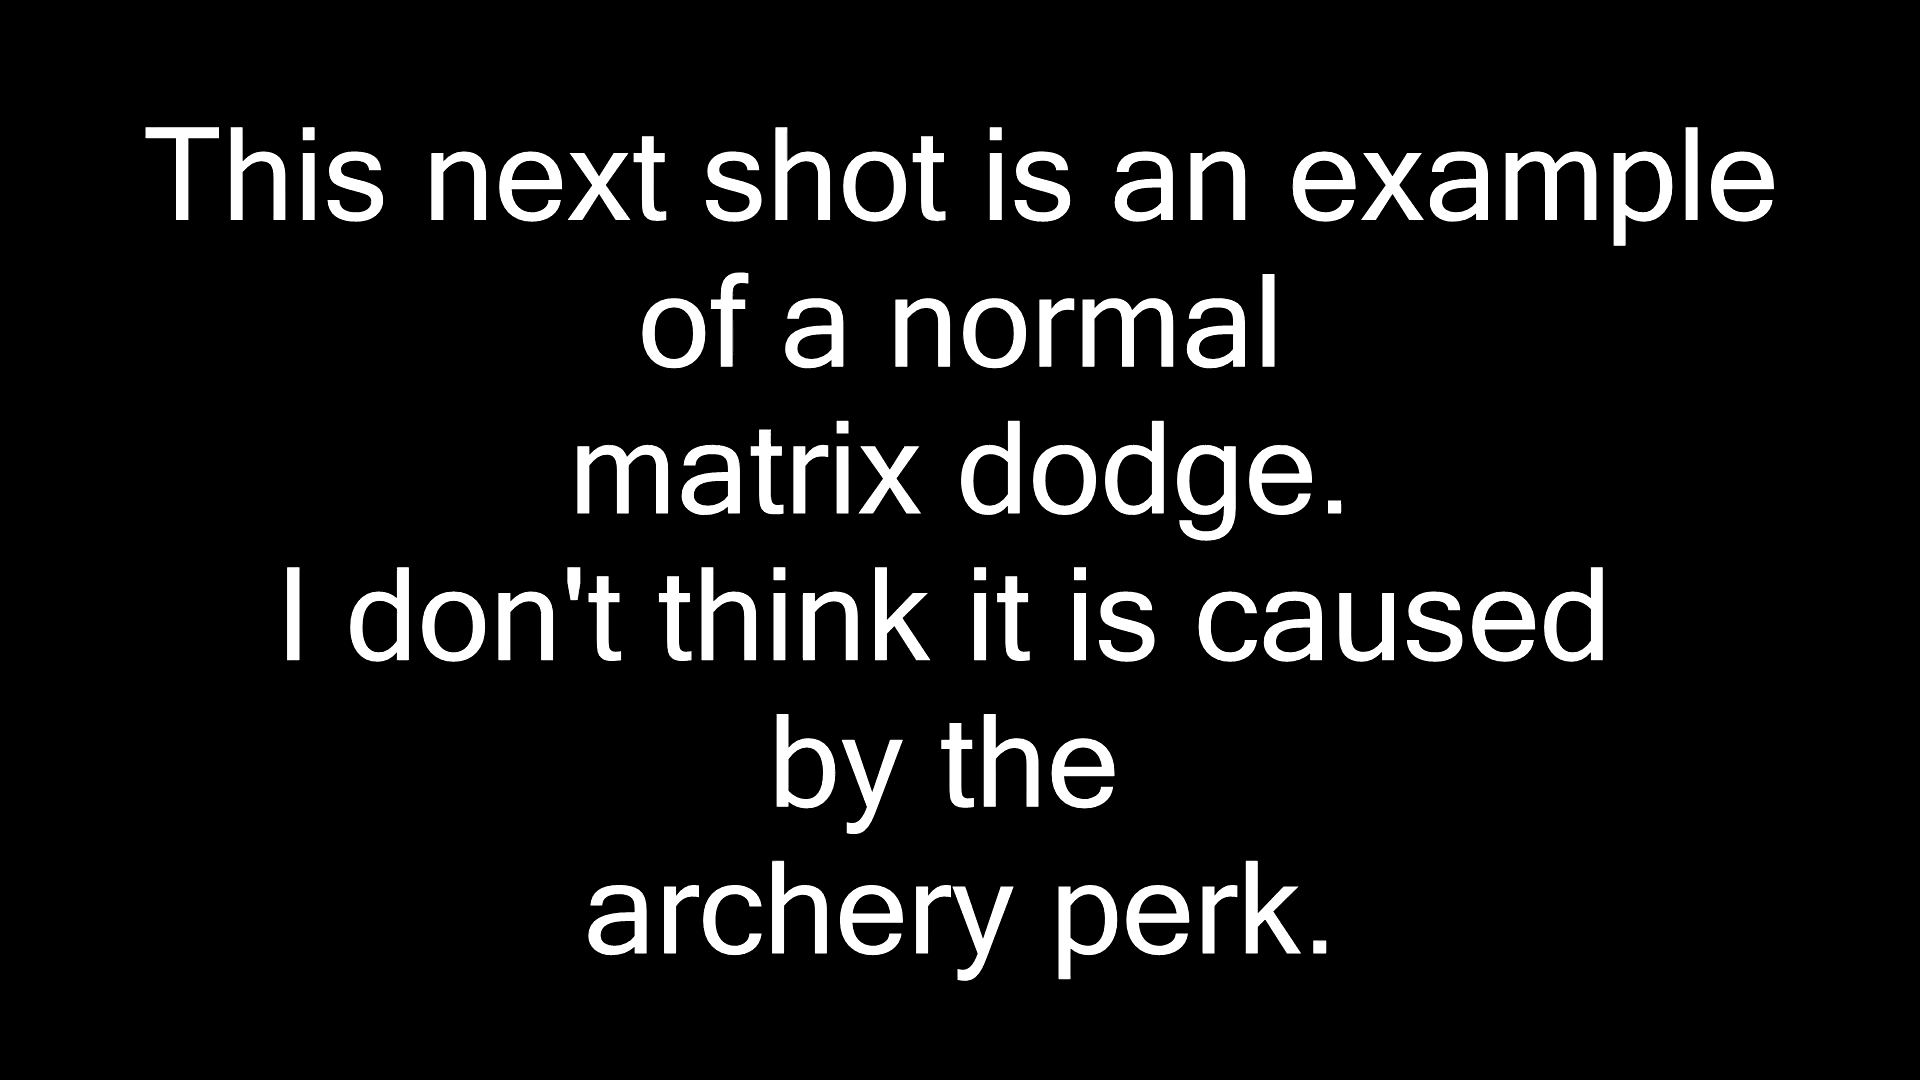 This next shot is an example
of a normal
matrix dodge.
I don't think it is caused
by the
archery perk.